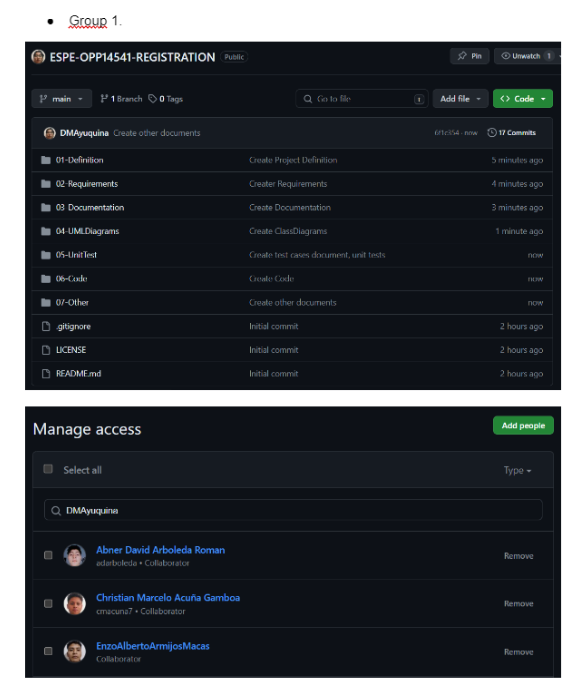 • Group 1.
ESPE-OPP14541-REGISTRATION Public
Pin
Unwatch 1
main
1 Branch
0 Tags
Go to file
t
Add file
Code
DMAyuquina Create other documents
now
17 Commits
01-Definition Create Project Definition 5 minutes ago
02-Requirements Creater Requirements 4 minutes ago
03 Documentation Create Documentation 3 minutes ago
04-UMLDiagrams Create ClassDiagrams 1 minute ago
05-UnitTest Create test cases document, unit tests now
06-Code Create Code now
07-Other Create other documents now
.gitignore Initial commit 2 hours ago
LICENSE Initial commit 2 hours ago
README.md Initial commit 2 hours ago
Manage access
Add people
Select all
Type
DMAyuquina
Abner David Arboleda Roman
adarboleda • Collaborator
Remove
Christian Marcelo Acuña Gamboa
cmacuna7 • Collaborator
Remove
EnzoAlbertoArmijosMacas
Collaborator
Remove